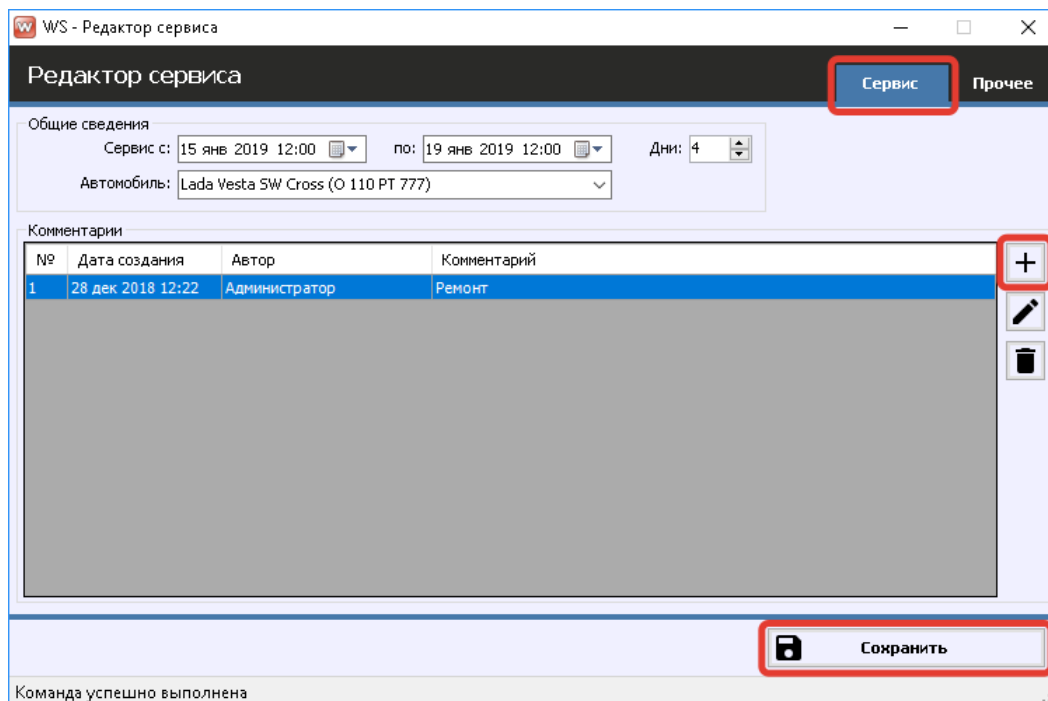 WS - Редактор сервиса
Редактор сервиса
Сервис
Прочее
Общие сведения
Сервис с: 15 янв 2019 12:00 по: 19 янв 2019 12:00 Дни: 4
Автомобиль: Lada Vesta SW Cross (О 110 РТ 777)
Комментарии
№ Дата создания Автор Комментарий
1 28 дек 2018 12:22 Администратор Ремонт
Сохранить
Команда успешно выполнена